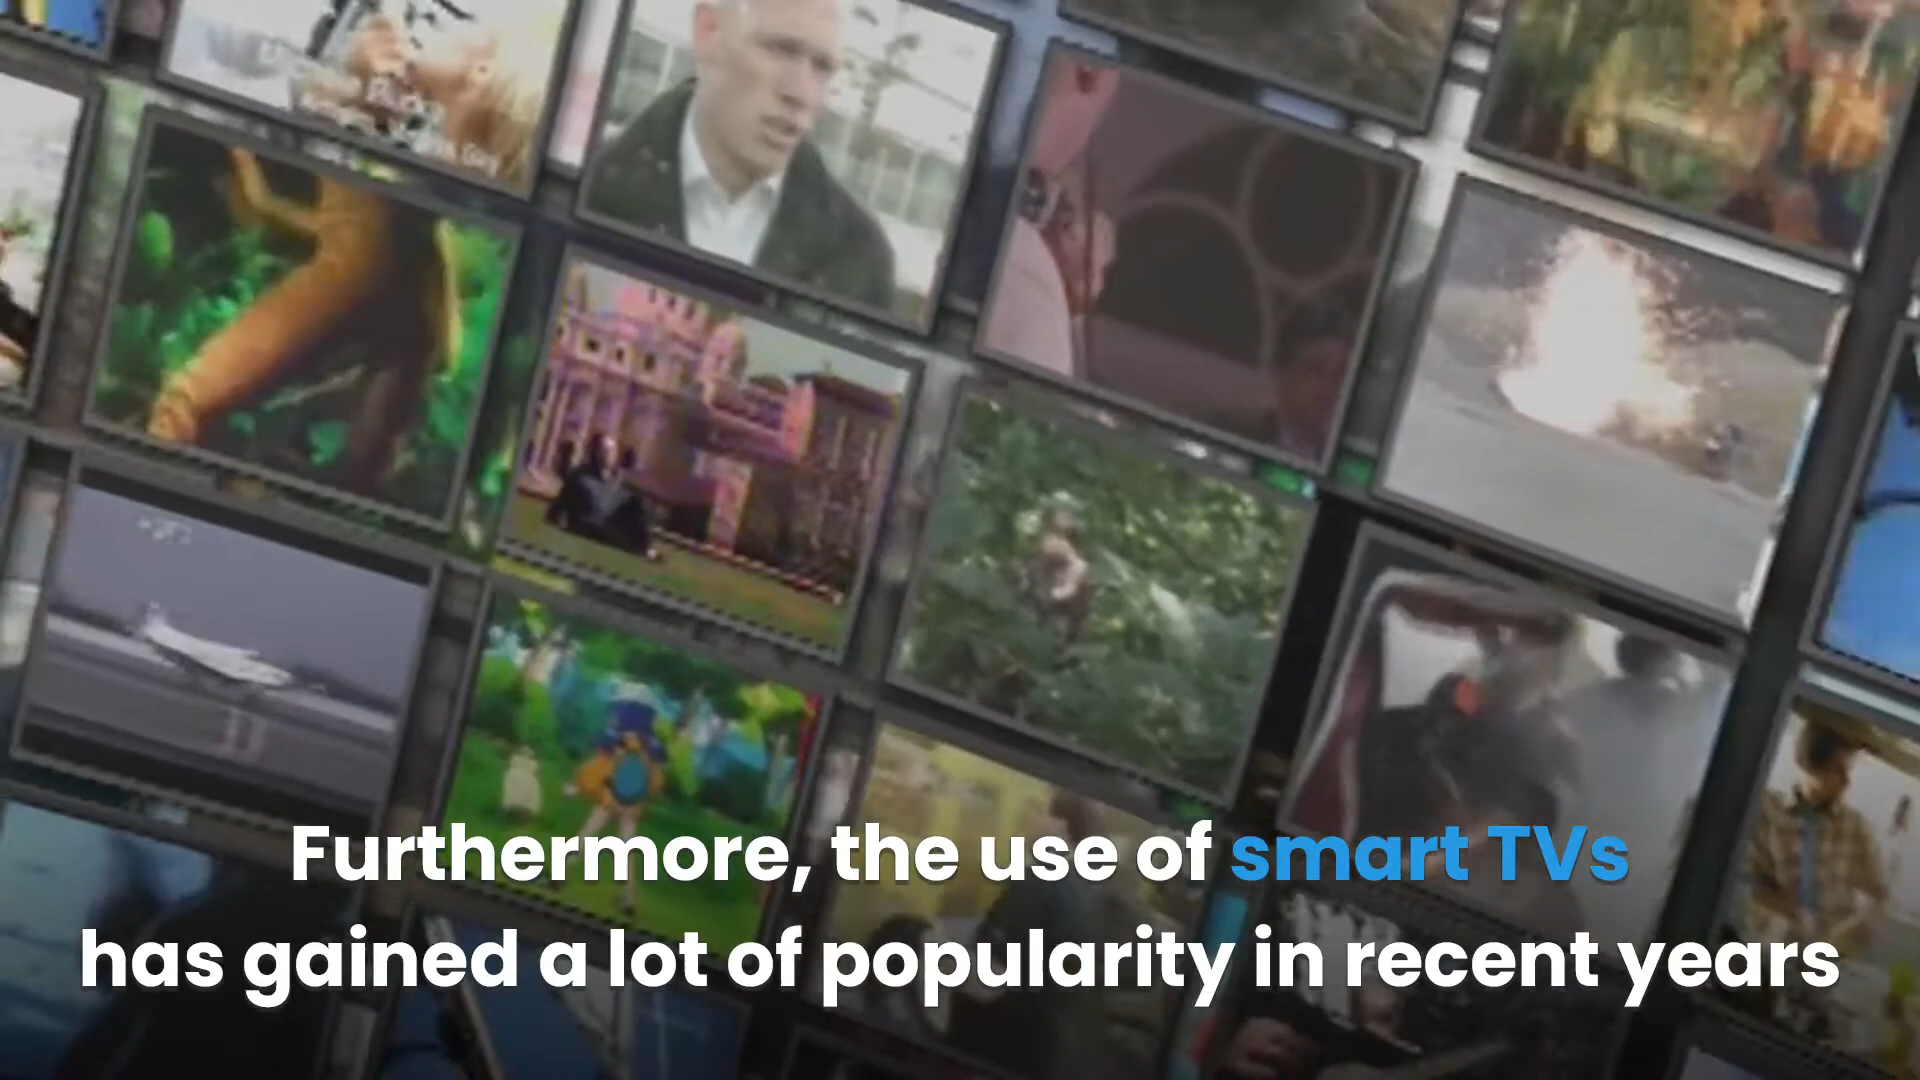 Furthermore, the use of smart TVs
has gained a lot of popularity in recent years